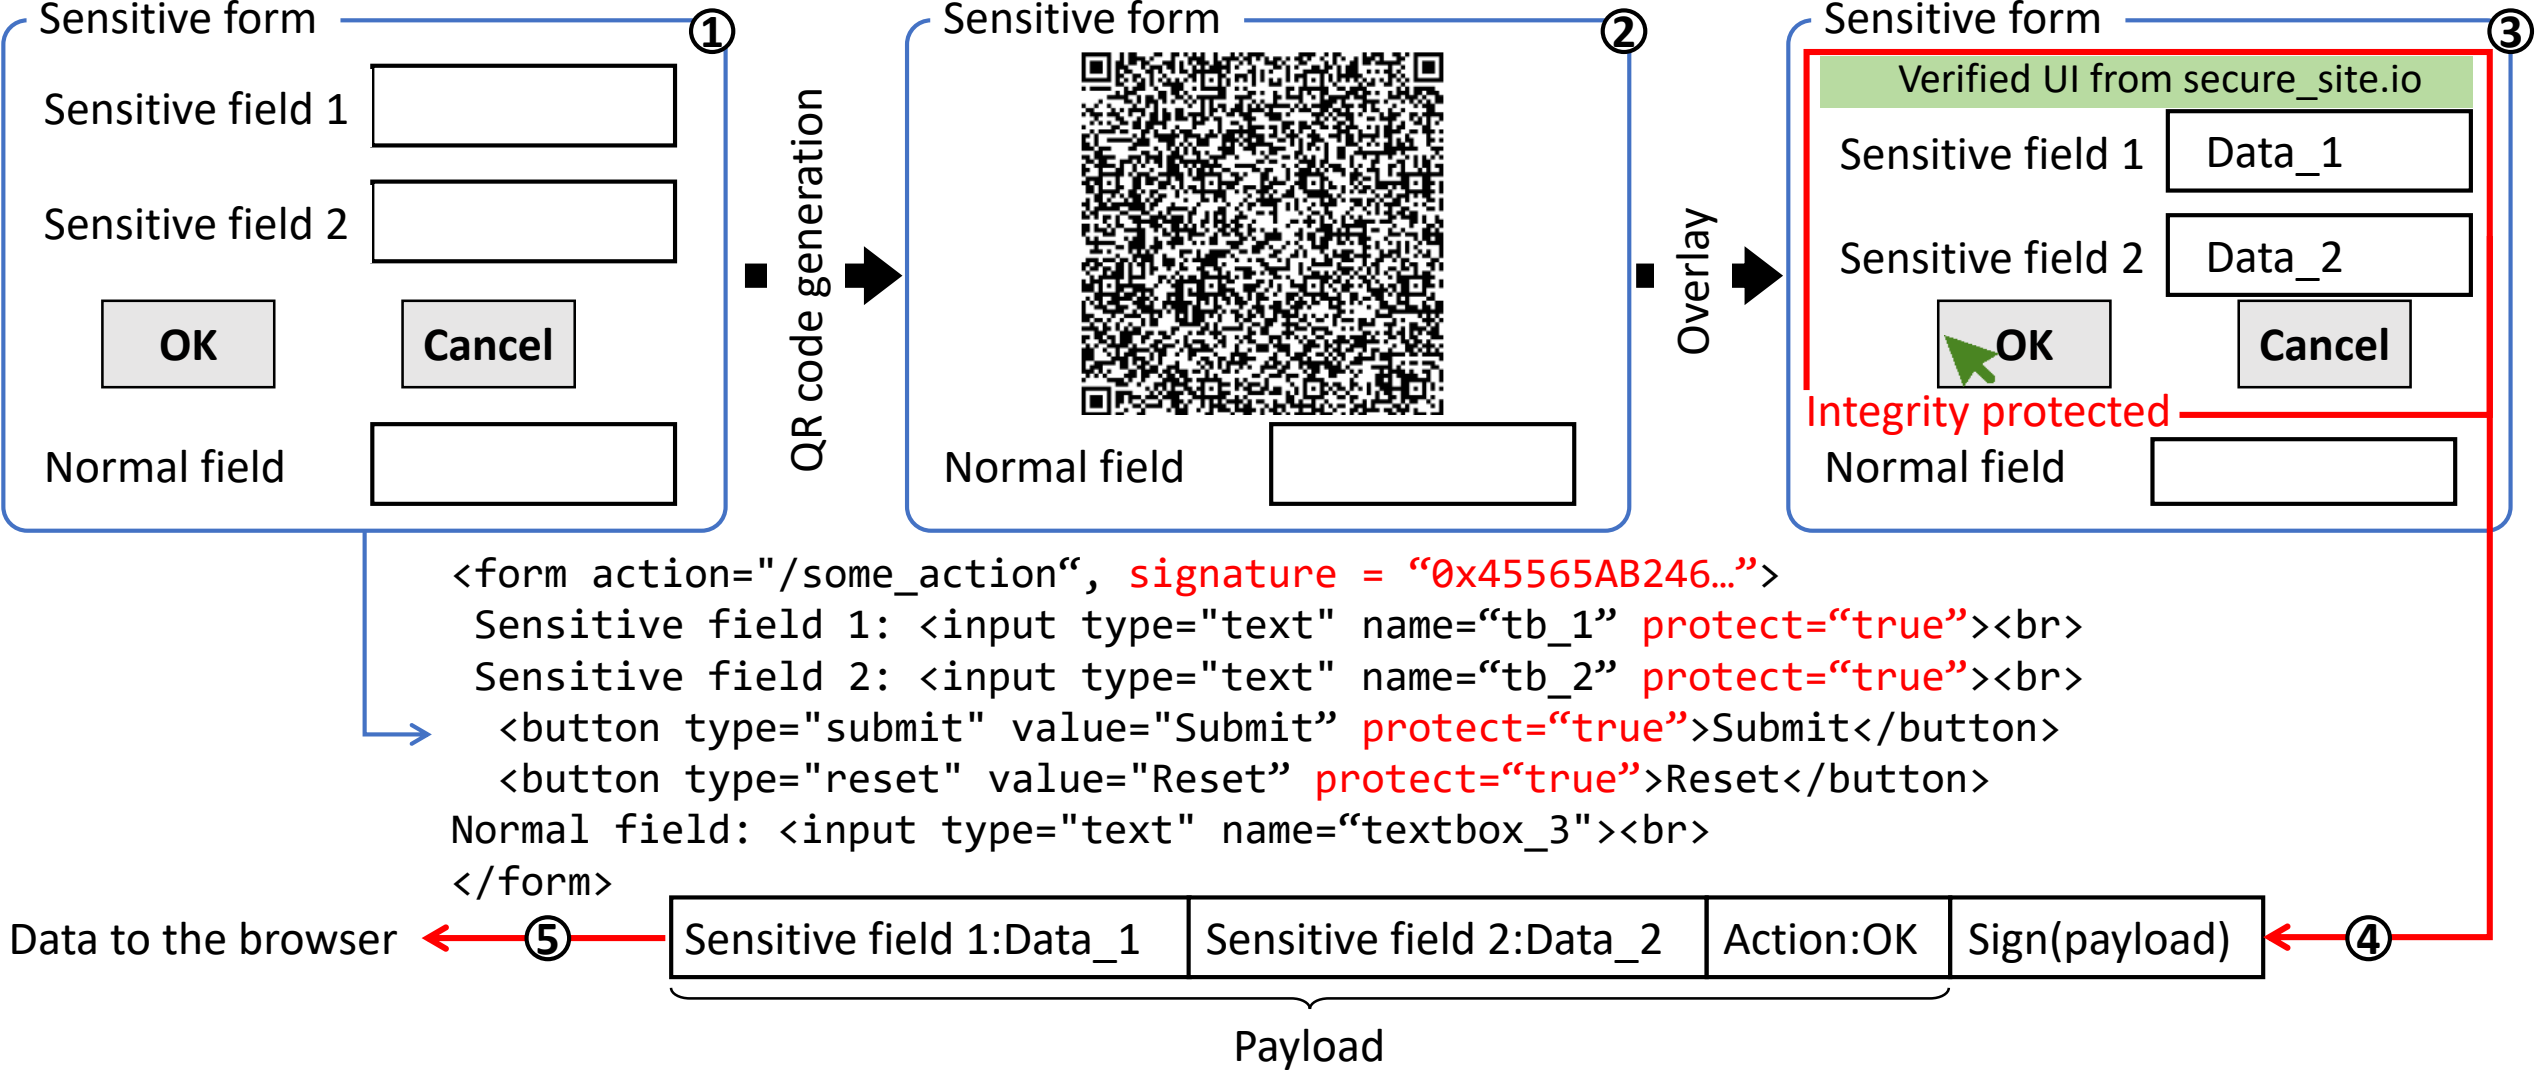 Sensitive form
①
Sensitive field 1
Sensitive field 2
OK
Cancel
Normal field
QR code generation
Sensitive form
②
Normal field
Overlay
Sensitive form
③
Verified UI from secure_site.io
Sensitive field 1
Data_1
Sensitive field 2
Data_2
OK
Cancel
Integrity protected
Normal field
<form action="/some_action“, signature = “0x45565AB246…”>
Sensitive field 1: <input type="text" name=“tb_1” protect=“true”><br>
Sensitive field 2: <input type="text" name=“tb_2” protect=“true”><br>
<button type="submit" value="Submit” protect=“true”>Submit</button>
<button type="reset" value="Reset” protect=“true”>Reset</button>
Normal field: <input type="text" name=“textbox_3"><br>
</form>
Data to the browser
⑤
Sensitive field 1:Data_1
Sensitive field 2:Data_2
Action:OK
Sign(payload)
④
Payload